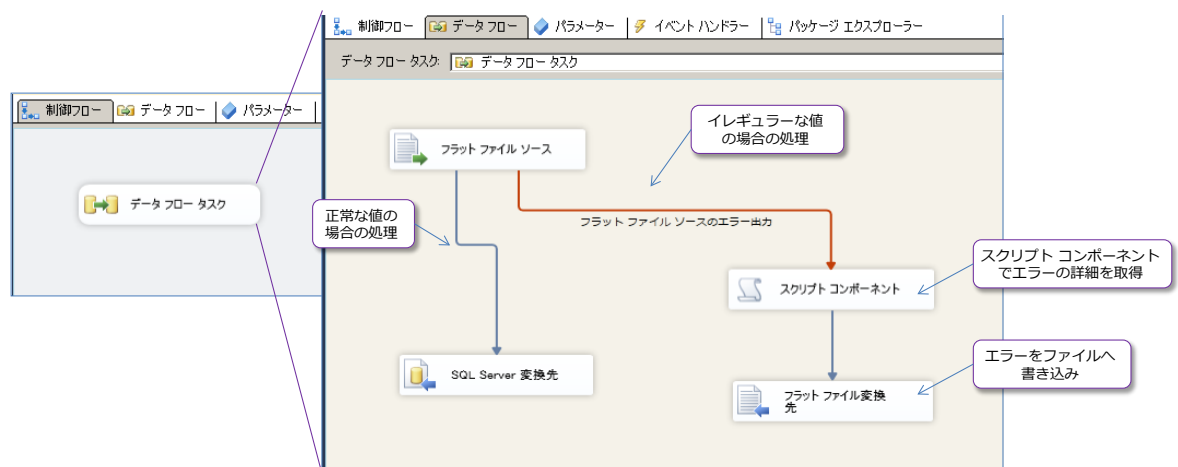 制御フロー データ フロー パラメーター イベント ハンドラー パッケージ エクスプローラー
データ フロー タスク: データ フロー タスク
制御フロー データ フロー パラメーター
データ フロー タスク
フラット ファイル ソース
イレギュラーな値
の場合の処理
正常な値の
場合の処理
フラット ファイル ソースのエラー出力
スクリプト コンポーネント
でエラーの詳細を取得
スクリプト コンポーネント
SQL Server 変換先
エラーをファイルへ
書き込み
フラット ファイル変換
先